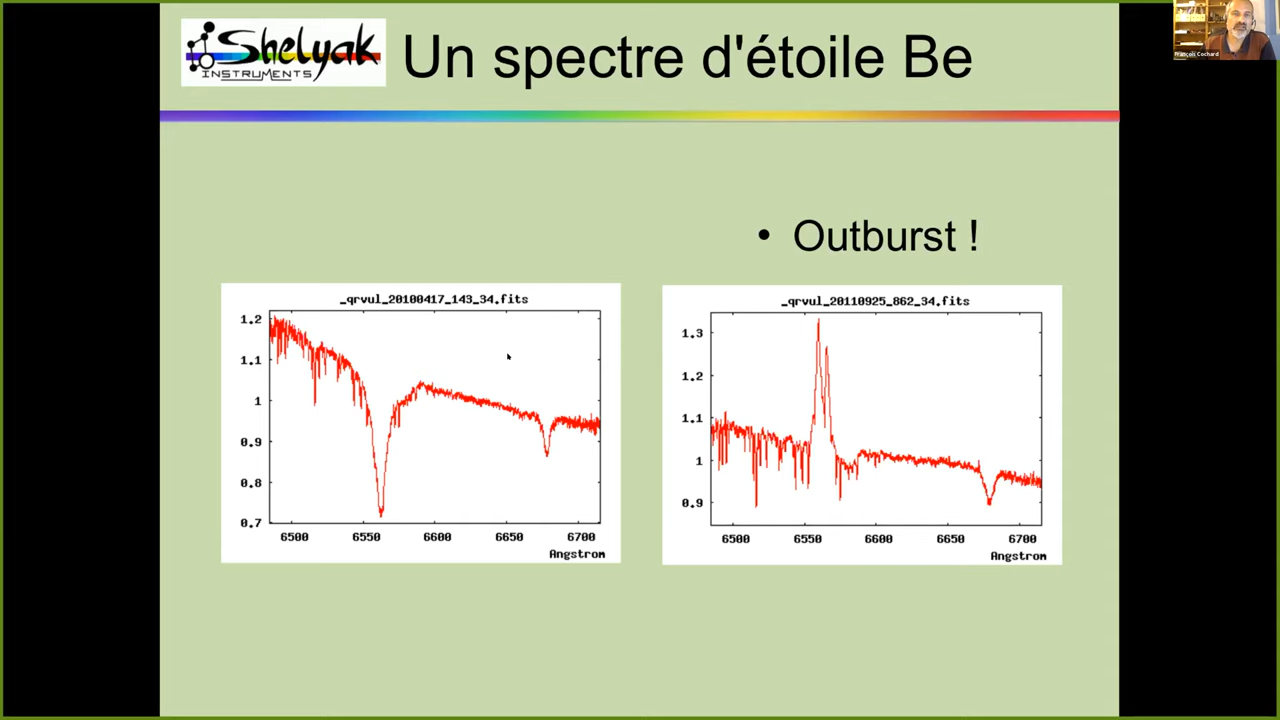 Shelyak
INSTRUMENTS
Un spectre d'étoile Be
François Cochard
• Outburst !
_qrvul_20100417_143_34.fits
1.2
1.1
1
0.9
0.8
0.7
6500 6550 6600 6650 6700
Angstrom
_qrvul_20110925_862_34.fits
1.3
1.2
1.1
1
0.9
6500 6550 6600 6650 6700
Angstrom